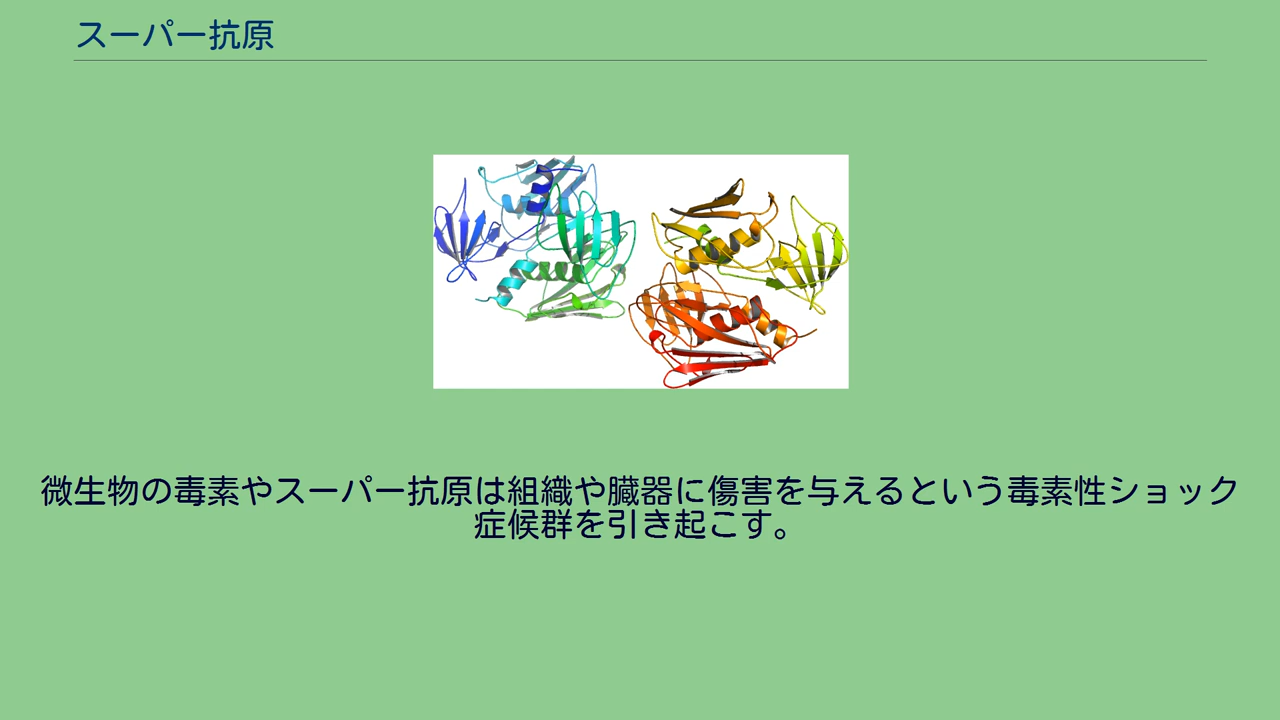 スーパー抗原
微生物の毒素やスーパー抗原は組織や臓器に傷害を与えるという毒素性ショック
症候群を引き起こす。